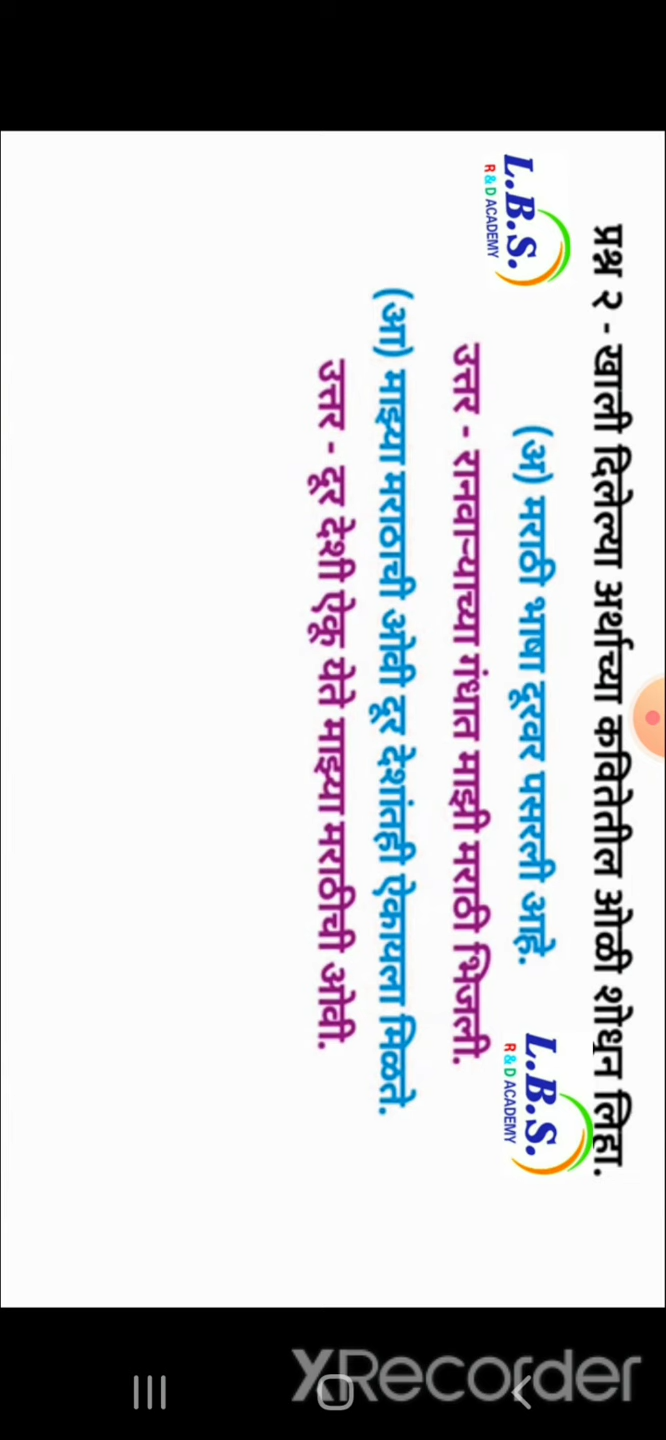 प्रश्न २ - खाली दिलेल्या अर्थाच्या कवितेतील ओळी शोधून लिहा.
L.B.S.
R & D ACADEMY
(अ) मराठी भाषा दूरवर पसरली आहे.
उत्तर - रानवाऱ्याच्या गंधात माझी मराठी भिजली.
(आ) माझ्या मराठाची ओवी दूर देशांतही ऐकायला मिळते.
उत्तर - दूर देशी ऐकू येते माझ्या मराठीची ओवी.
L.B.S.
R & D ACADEMY
XRecorder